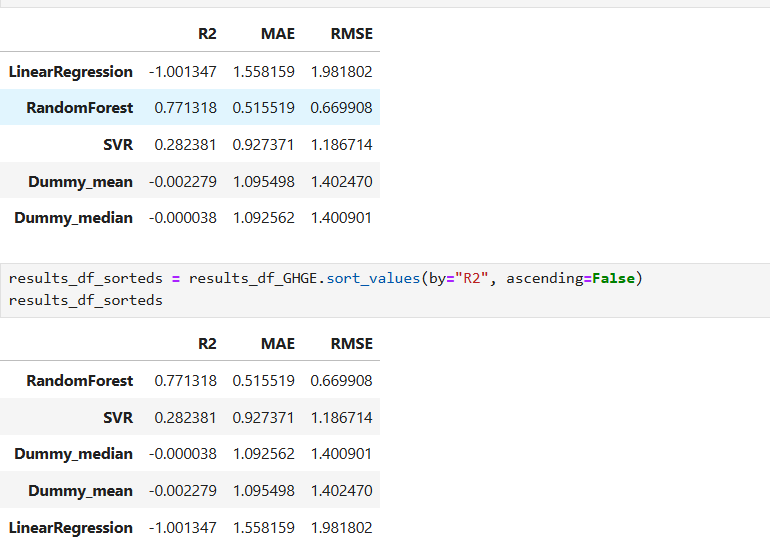 R2 MAE RMSE
LinearRegression -1.001347 1.558159 1.981802
RandomForest 0.771318 0.515519 0.669908
SVR 0.282381 0.927371 1.186714
Dummy_mean -0.002279 1.095498 1.402470
Dummy_median -0.000038 1.092562 1.400901
results_df_sorteds = results_df_GHGE.sort_values(by="R2", ascending=False)
results_df_sorteds
R2 MAE RMSE
RandomForest 0.771318 0.515519 0.669908
SVR 0.282381 0.927371 1.186714
Dummy_median -0.000038 1.092562 1.400901
Dummy_mean -0.002279 1.095498 1.402470
LinearRegression -1.001347 1.558159 1.981802